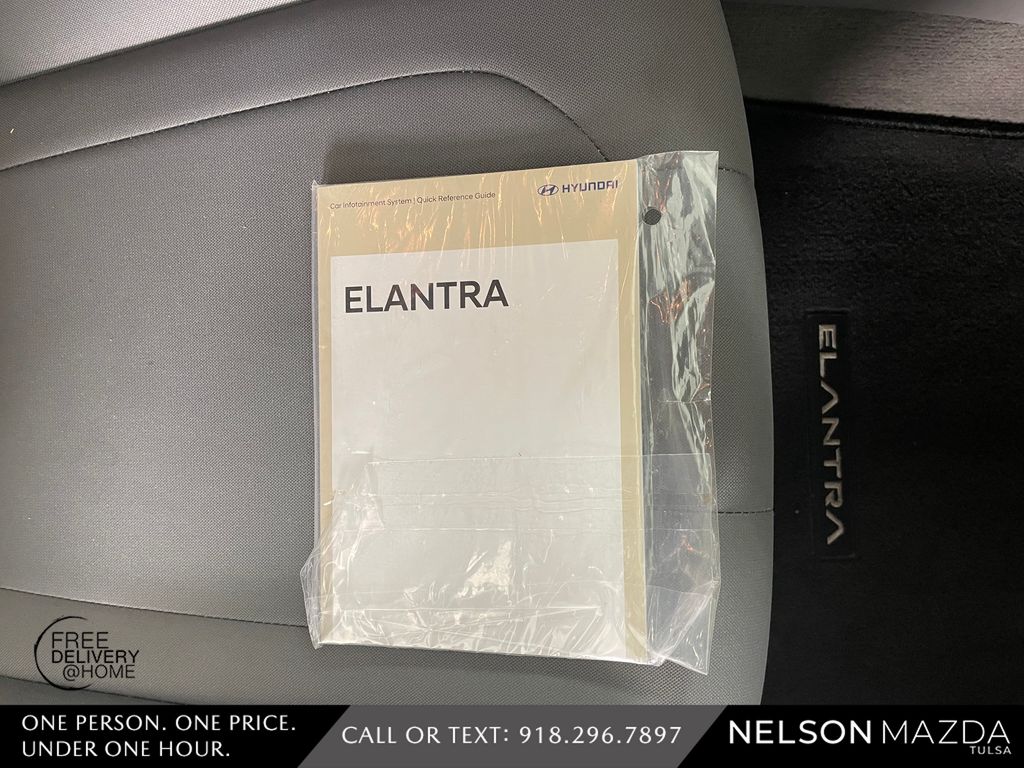 Car Infotainment System | Quick Reference Guide
HYUNDAI
ELANTRA
ELANTRA
FREE
DELIVERY
@HOME
ONE PERSON. ONE PRICE.
UNDER ONE HOUR.
CALL OR TEXT: 918.296.7897
NELSON MAZDA
TULSA